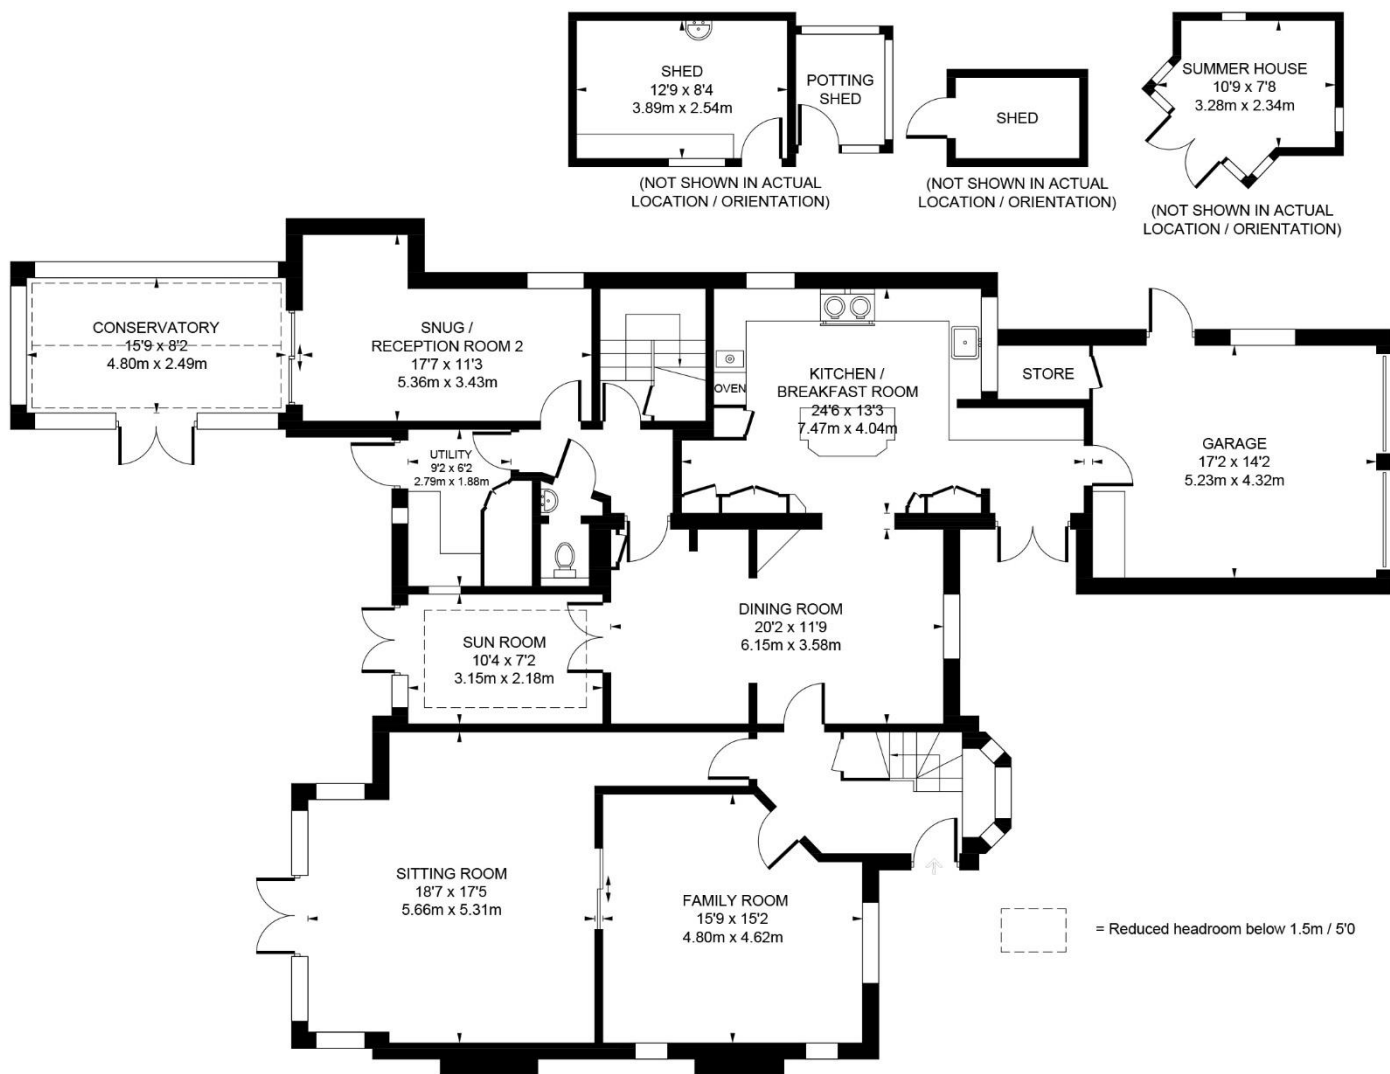 SHED
12'9 x 8'4
3.89m x 2.54m
(NOT SHOWN IN ACTUAL
LOCATION / ORIENTATION)
POTTING
SHED
SHED
(NOT SHOWN IN ACTUAL
LOCATION / ORIENTATION)
SUMMER HOUSE
10'9 x 7'8
3.28m x 2.34m
(NOT SHOWN IN ACTUAL
LOCATION / ORIENTATION)
CONSERVATORY
15'9 x 8'2
4.80m x 2.49m
SNUG /
RECEPTION ROOM 2
17'7 x 11'3
5.36m x 3.43m
OVEN
KITCHEN /
BREAKFAST ROOM
24'6 x 13'3
7.47m x 4.04m
STORE
GARAGE
17'2 x 14'2
5.23m x 4.32m
UTILITY
9'2 x 6'2
2.79m x 1.88m
SUN ROOM
10'4 x 7'2
3.15m x 2.18m
DINING ROOM
20'2 x 11'9
6.15m x 3.58m
SITTING ROOM
18'7 x 17'5
5.66m x 5.31m
FAMILY ROOM
15'9 x 15'2
4.80m x 4.62m
= Reduced headroom below 1.5m / 5'0